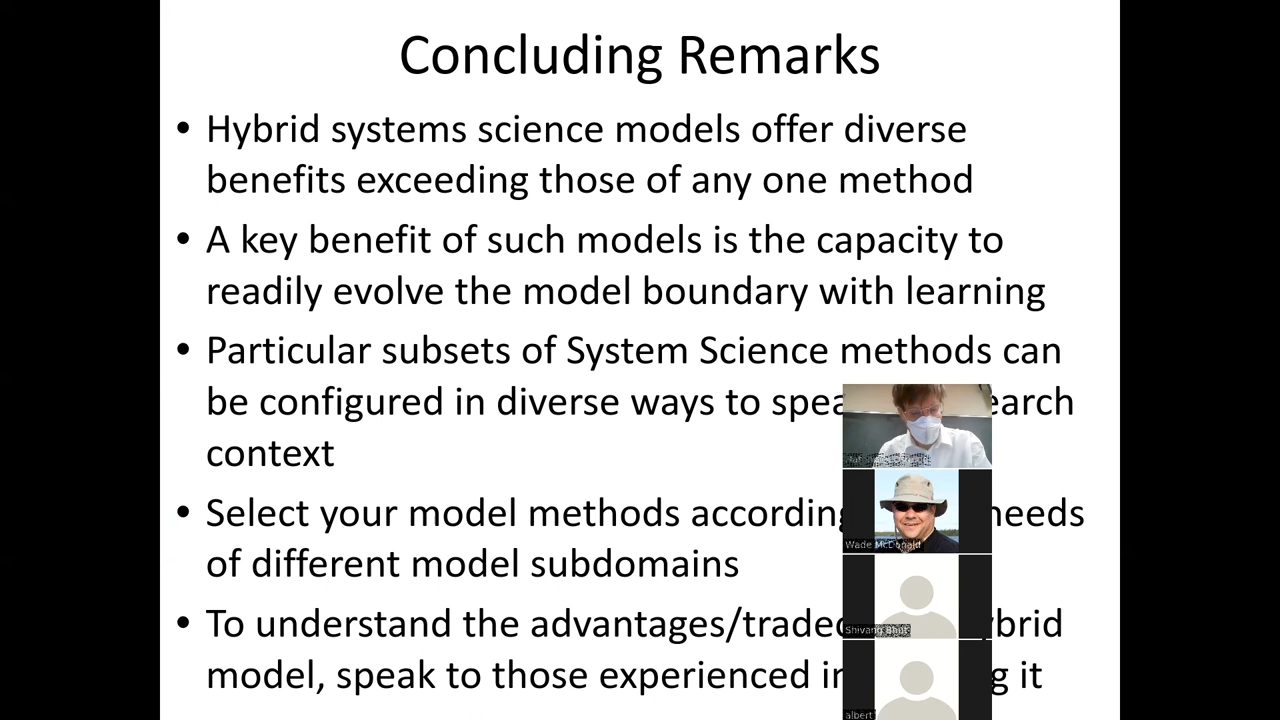 Concluding Remarks
• Hybrid systems science models offer diverse
benefits exceeding those of any one method
• A key benefit of such models is the capacity to
readily evolve the model boundary with learning
• Particular subsets of System Science methods can
be configured in diverse ways to spea earch
context
• Select your model methods according needs
of different model subdomains
• To understand the advantages/trade ybrid
model, speak to those experienced in g it
Wade McDonald
Shivang
albert